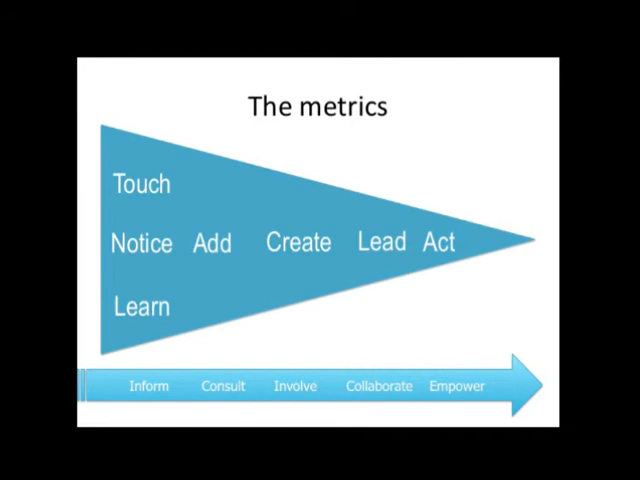 The metrics
Touch
Notice Add Create Lead Act
Learn
Inform Consult Involve Collaborate Empower